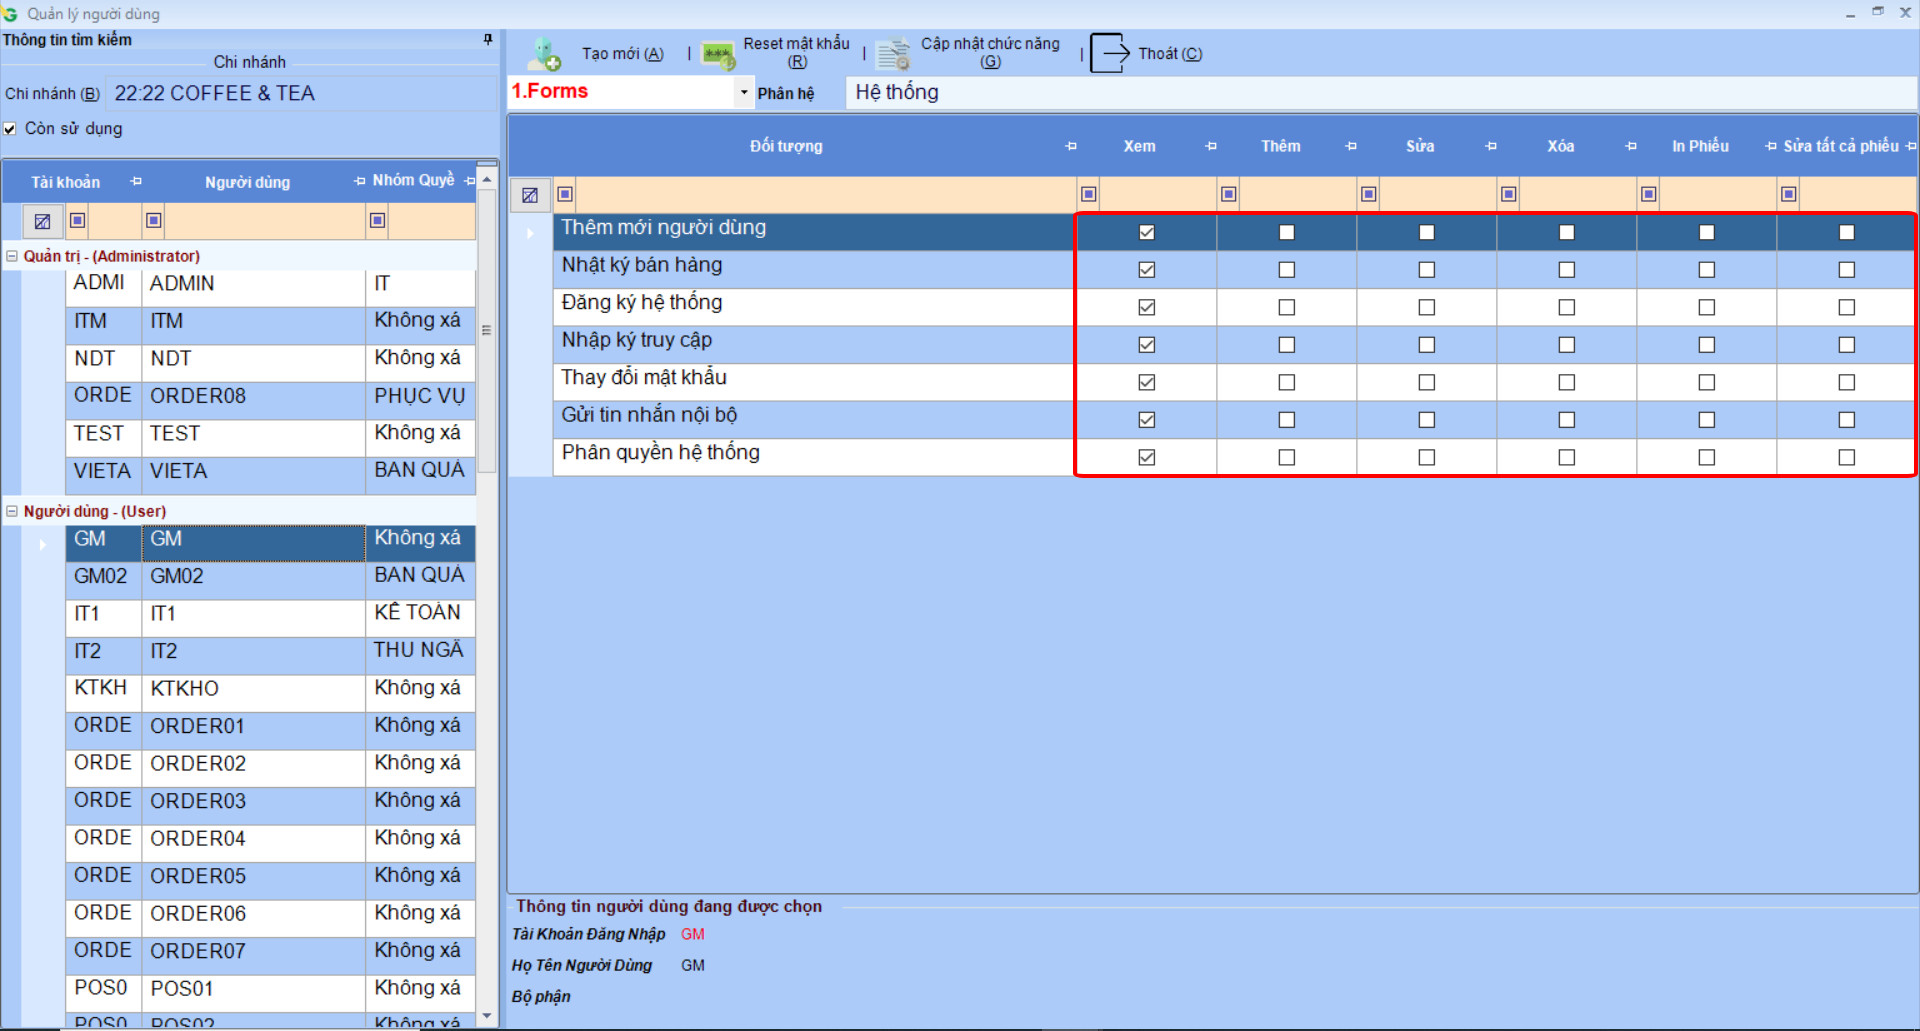 Quản lý người dùng
Thông tin tìm kiếm
Chi nhánh
Chi nhánh (B) 22:22 COFFEE & TEA
Còn sử dụng
Tài khoản Người dùng Nhóm Quyề
Quản trị - (Administrator)
ADMI ADMIN IT
ITM ITM Không xá
NDT NDT Không xá
ORDE ORDER08 PHỤC VỤ
TEST TEST Không xá
VIETA VIETA BAN QUẢ
Người dùng - (User)
GM GM Không xá
GM02 GM02 BAN QUẢ
IT1 IT1 KẾ TOÁN
IT2 IT2 THU NGÂ
KTKH KTKHO Không xá
ORDE ORDER01 Không xá
ORDE ORDER02 Không xá
ORDE ORDER03 Không xá
ORDE ORDER04 Không xá
ORDE ORDER05 Không xá
ORDE ORDER06 Không xá
ORDE ORDER07 Không xá
POS0 POS01 Không xá
POS0 POS02 Không xá
Tạo mới (A) | Reset mật khẩu (R) | Cập nhật chức năng (G) | Thoát (C)
1.Forms Phân hệ Hệ thống
Đối tượng Xem Thêm Sửa Xóa In Phiếu Sửa tất cả phiếu
Thêm mới người dùng
Nhật ký bán hàng
Đăng ký hệ thống
Nhập ký truy cập
Thay đổi mật khẩu
Gửi tin nhắn nội bộ
Phân quyền hệ thống
Thông tin người dùng đang được chọn
Tài Khoản Đăng Nhập GM
Họ Tên Người Dùng GM
Bộ phận